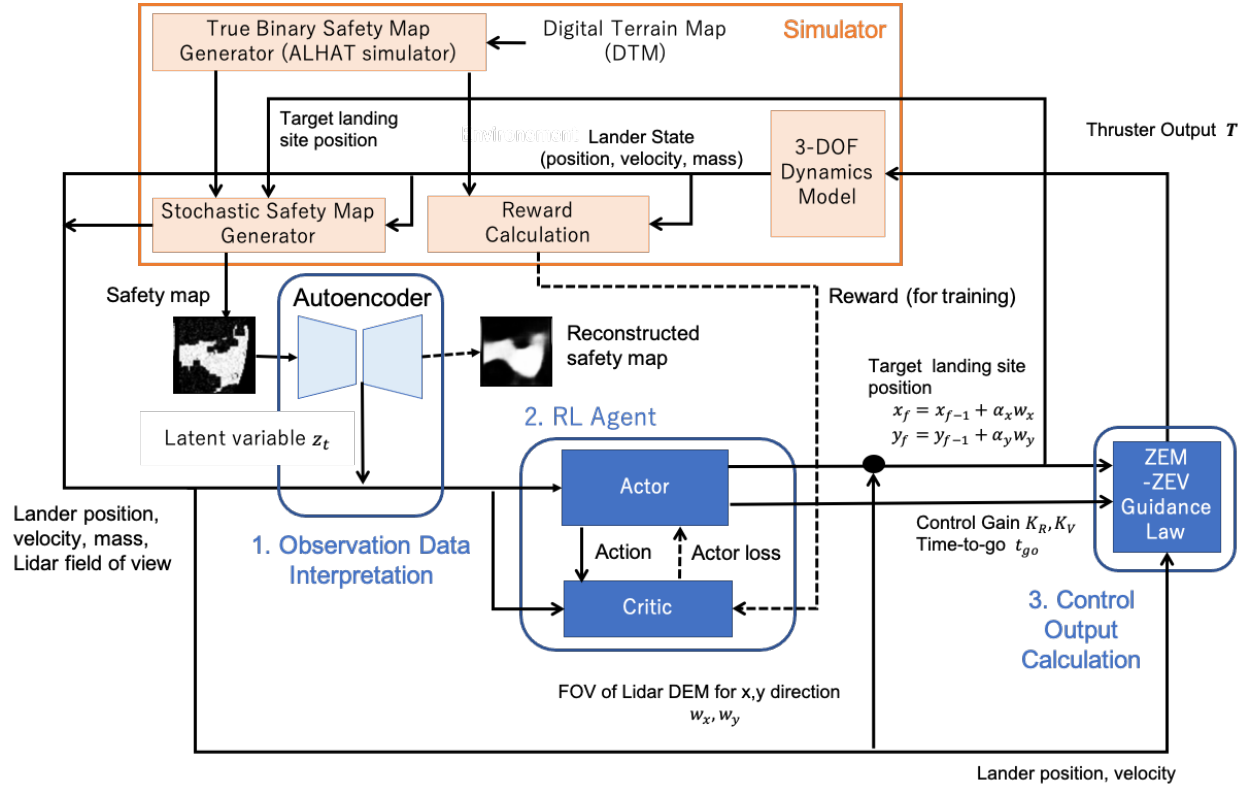 True Binary Safety Map
Generator (ALHAT simulator)
Digital Terrain Map
(DTM)
Simulator
Target landing
site position
Lander State
(position, velocity, mass)
3-DOF
Dynamics
Model
Thruster Output T
Stochastic Safety Map
Generator
Reward
Calculation
Safety map
Autoencoder
Reconstructed
safety map
Reward (for training)
Latent variable z_t
2. RL Agent
Target landing site
position
x_f = x_{f-1} + α_x w_x
y_f = y_{f-1} + α_y w_y
Actor
ZEM
-ZEV
Guidance
Law
Lander position,
velocity, mass,
Lidar field of view
1. Observation Data
Interpretation
Action
Actor loss
Control Gain K_R, K_V
Time-to-go t_{go}
Critic
3. Control
Output
Calculation
FOV of Lidar DEM for x,y direction
w_x, w_y
Lander position, velocity